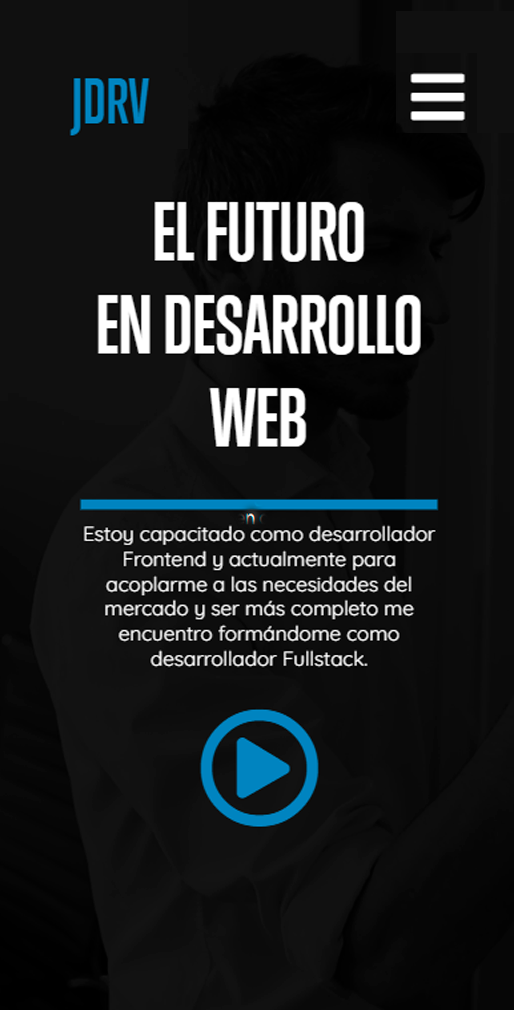 JDRV
EL FUTURO
EN DESARROLLO
WEB
n
Estoy capacitado como desarrollador
Frontend y actualmente para
acoplarme a las necesidades del
mercado y ser más completo me
encuentro formándome como
desarrollador Fullstack.